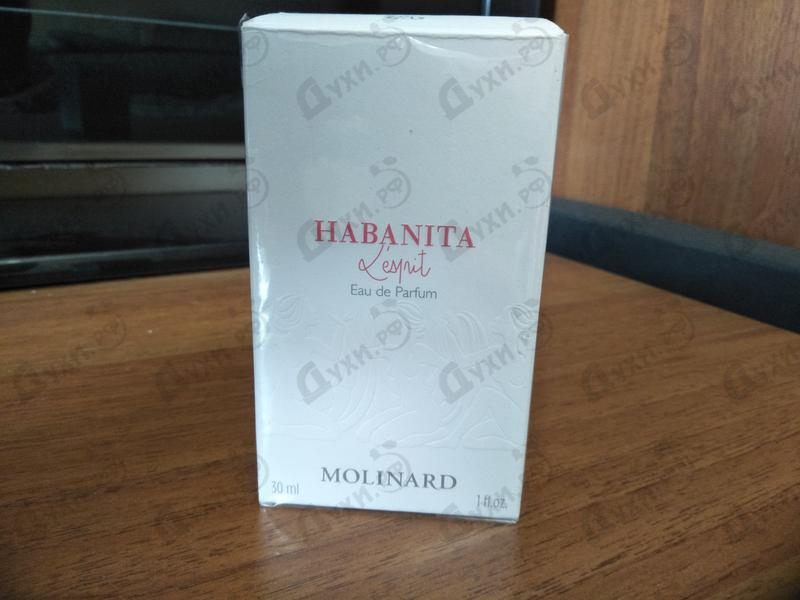 HABANITA
L'esprit
Eau de Parfum
MOLINARD
30 ml
1 fl.oz.
Духи.рф